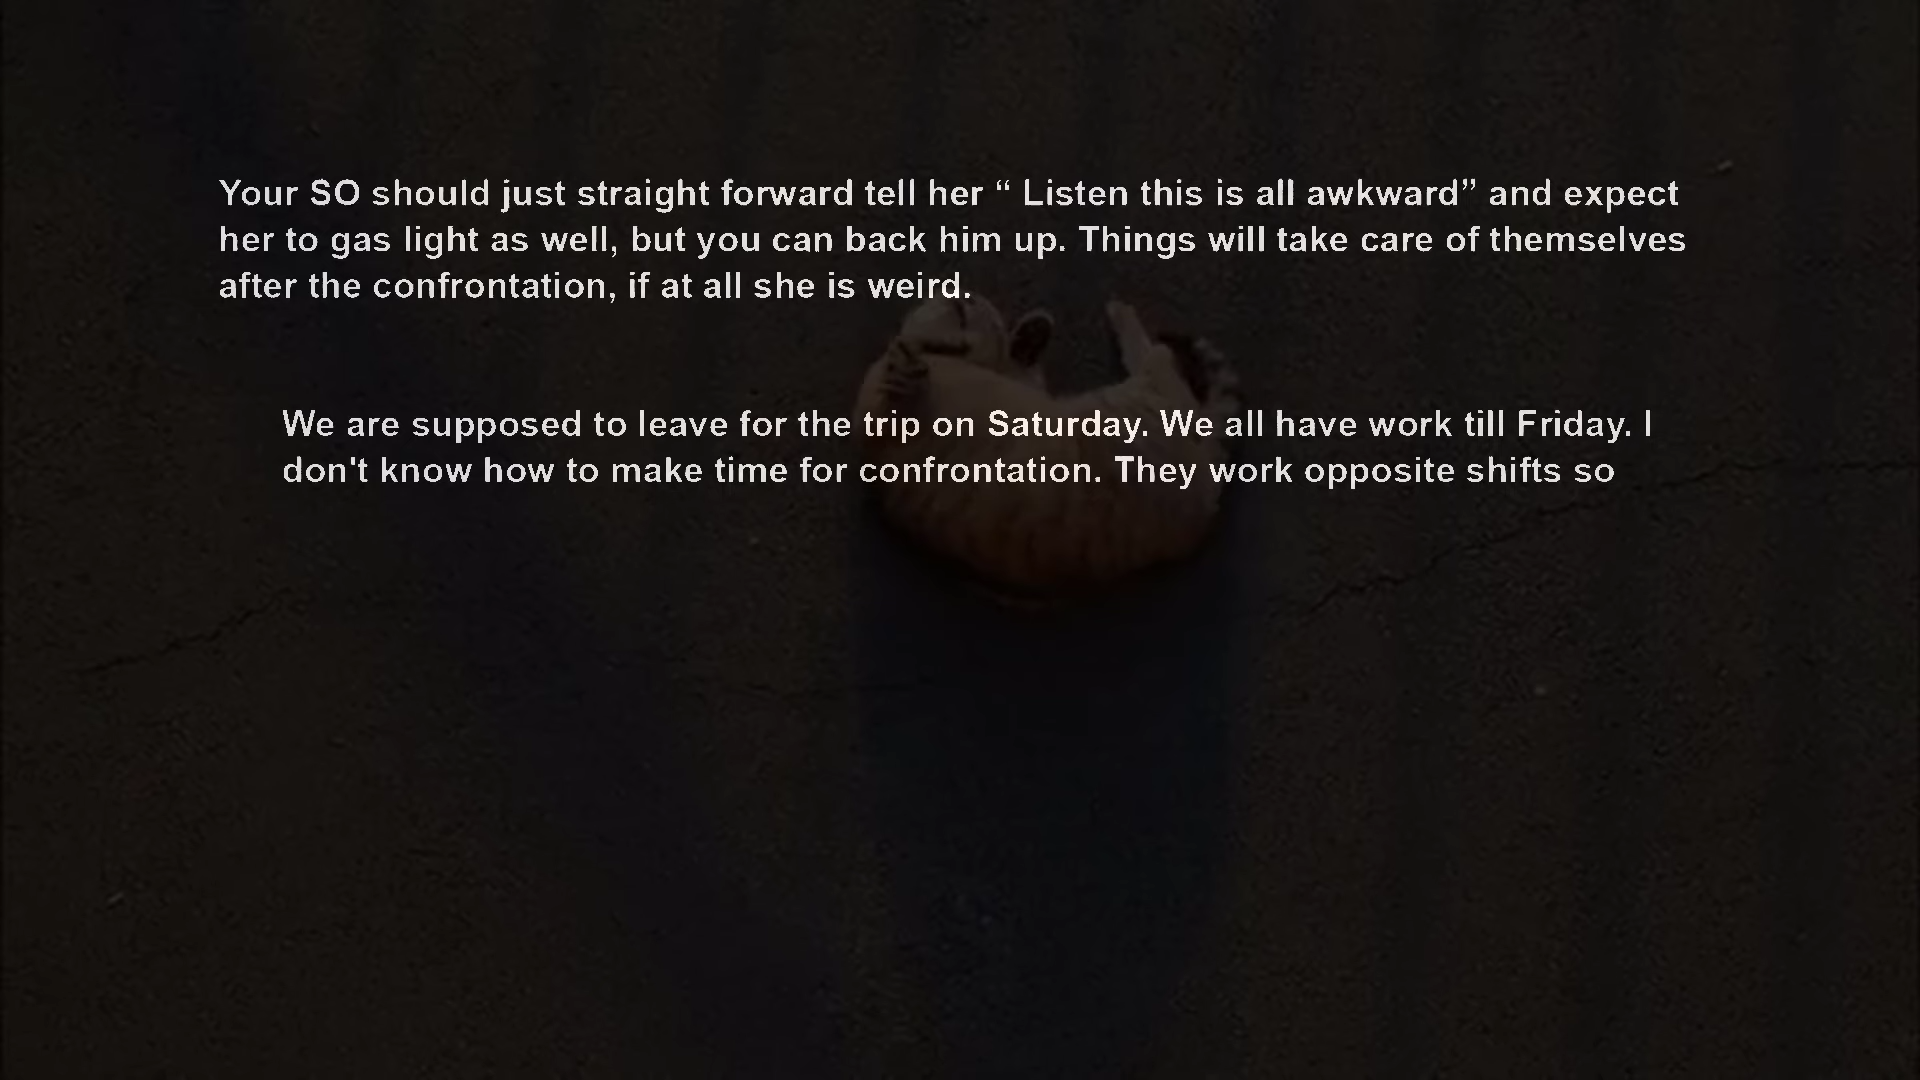 Your SO should just straight forward tell her “ Listen this is all awkward” and expect
her to gas light as well, but you can back him up. Things will take care of themselves
after the confrontation, if at all she is weird.
We are supposed to leave for the trip on Saturday. We all have work till Friday. I
don't know how to make time for confrontation. They work opposite shifts so